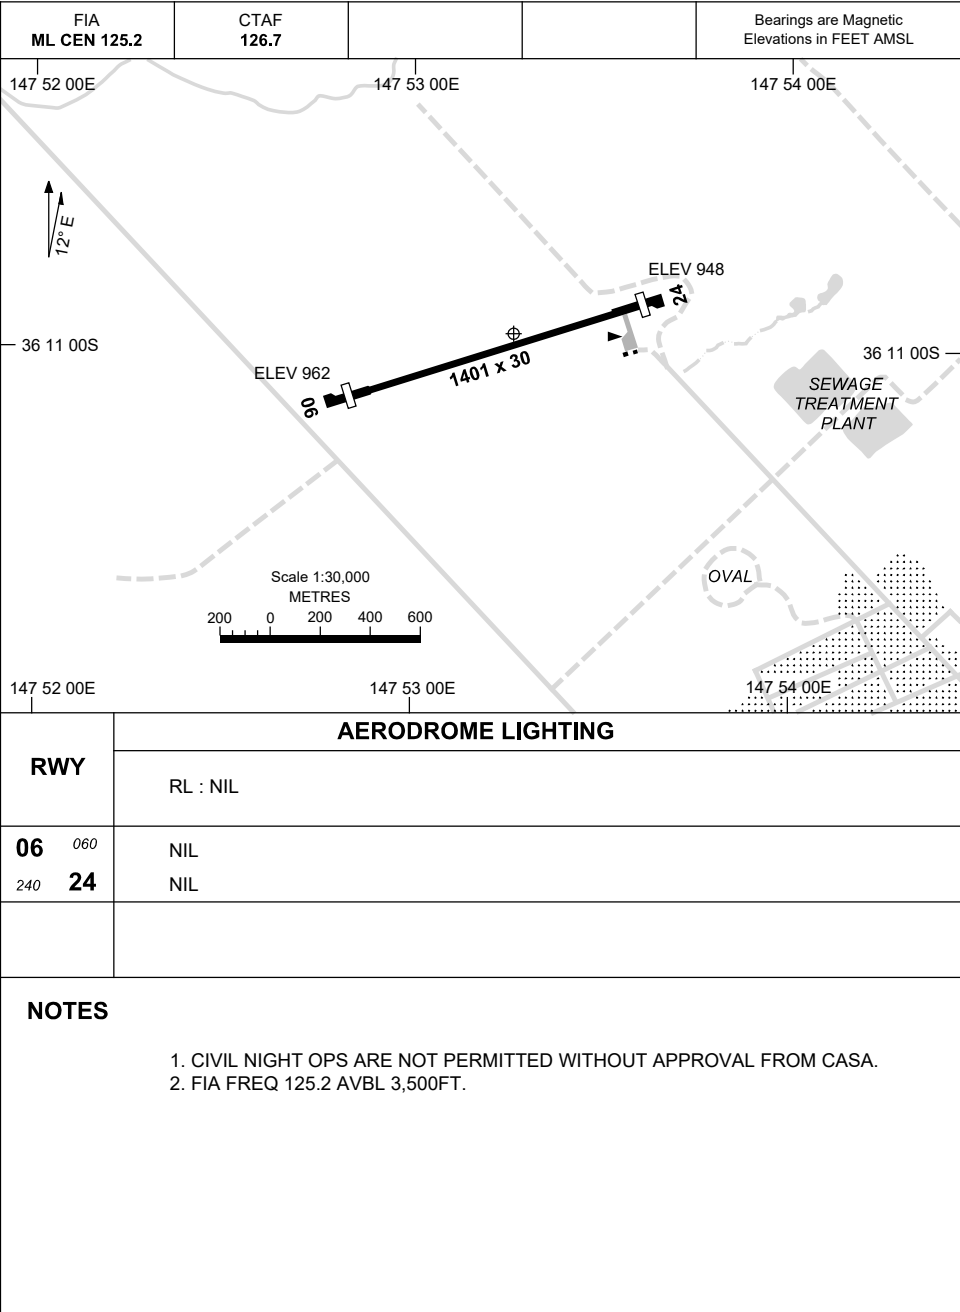 FIA
ML CEN 125.2
CTAF
126.7
Bearings are Magnetic
Elevations in FEET AMSL
147 52 00E
147 53 00E
147 54 00E
12° E
ELEV 948
24
36 11 00S
36 11 00S
ELEV 962
1401 x 30
06
SEWAGE
TREATMENT
PLANT
OVAL
Scale 1:30,000
METRES
200 0 200 400 600
147 52 00E
147 53 00E
147 54 00E
RWY
AERODROME LIGHTING
RL : NIL
06 060 NIL
240 24 NIL
NOTES
1. CIVIL NIGHT OPS ARE NOT PERMITTED WITHOUT APPROVAL FROM CASA.
2. FIA FREQ 125.2 AVBL 3,500FT.